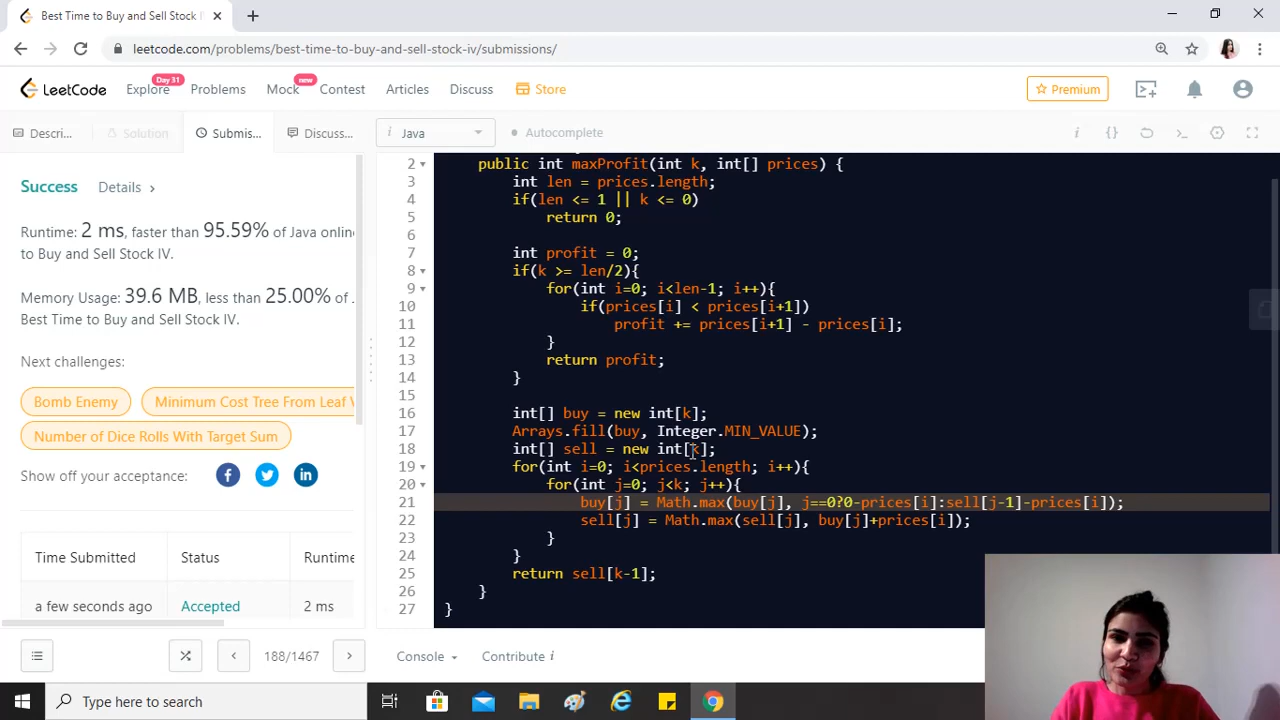 Best Time to Buy and Sell Stock I
leetcode.com/problems/best-time-to-buy-and-sell-stock-iv/submissions/
LeetCode
Explore
Day 31
Problems
Mock
new
Contest
Articles
Discuss
Store
Premium
Descri...
Solution
Submis...
Discuss...
i Java
Autocomplete
Success
Details >
Runtime: 2 ms, faster than 95.59% of Java online
to Buy and Sell Stock IV.
Memory Usage: 39.6 MB, less than 25.00% of
Best Time to Buy and Sell Stock IV.
Next challenges:
Bomb Enemy
Minimum Cost Tree From Leaf
Number of Dice Rolls With Target Sum
Show off your acceptance:
Time Submitted Status Runtime
a few seconds ago Accepted 2 ms
2 public int maxProfit(int k, int[] prices) {
3 int len = prices.length;
4 if(len <= 1 || k <= 0)
5 return 0;
6
7 int profit = 0;
8 if(k >= len/2){
9 for(int i=0; i<len-1; i++){
10 if(prices[i] < prices[i+1])
11 profit += prices[i+1] - prices[i];
12 }
13 return profit;
14 }
15
16 int[] buy = new int[k];
17 Arrays.fill(buy, Integer.MIN_VALUE);
18 int[] sell = new int[k];
19 for(int i=0; i<prices.length; i++){
20 for(int j=0; j<k; j++){
21 buy[j] = Math.max(buy[j], j==0?0-prices[i]:sell[j-1]-prices[i]);
22 sell[j] = Math.max(sell[j], buy[j]+prices[i]);
23 }
24 }
25 return sell[k-1];
26 }
27 }
188/1467
Console
Contribute i
Type here to search